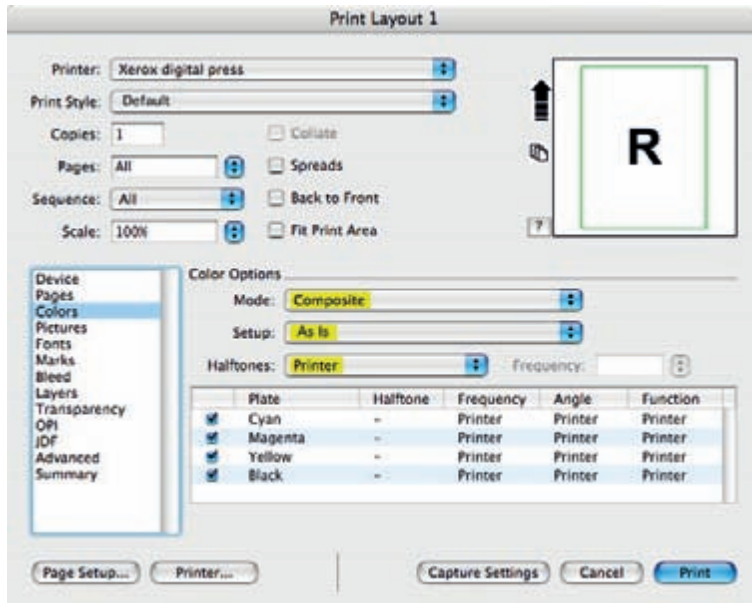 Print Layout 1
Printer: Xerox digital press
Print Style: Default
Copies: 1 Collate
Pages: All Spreads
Sequence: All Back to Front
Scale: 100% Fit Print Area
R
?
Device
Pages
Colors
Pictures
Fonts
Marks
Bleed
Layers
Transparency
OPI
JDF
Advanced
Summary
Color Options
Mode: Composite
Setup: As Is
Halftones: Printer Frequency:
Plate Halftone Frequency Angle Function
Cyan – Printer Printer Printer
Magenta – Printer Printer Printer
Yellow – Printer Printer Printer
Black – Printer Printer Printer
Page Setup... Printer... Capture Settings Cancel Print